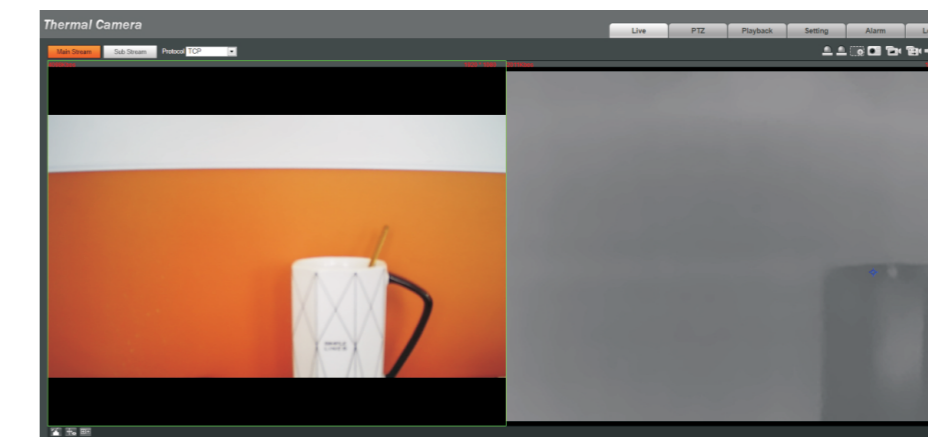 Thermal Camera
Live PTZ Playback Setting Alarm
Main Stream Sub Stream Protocol TCP